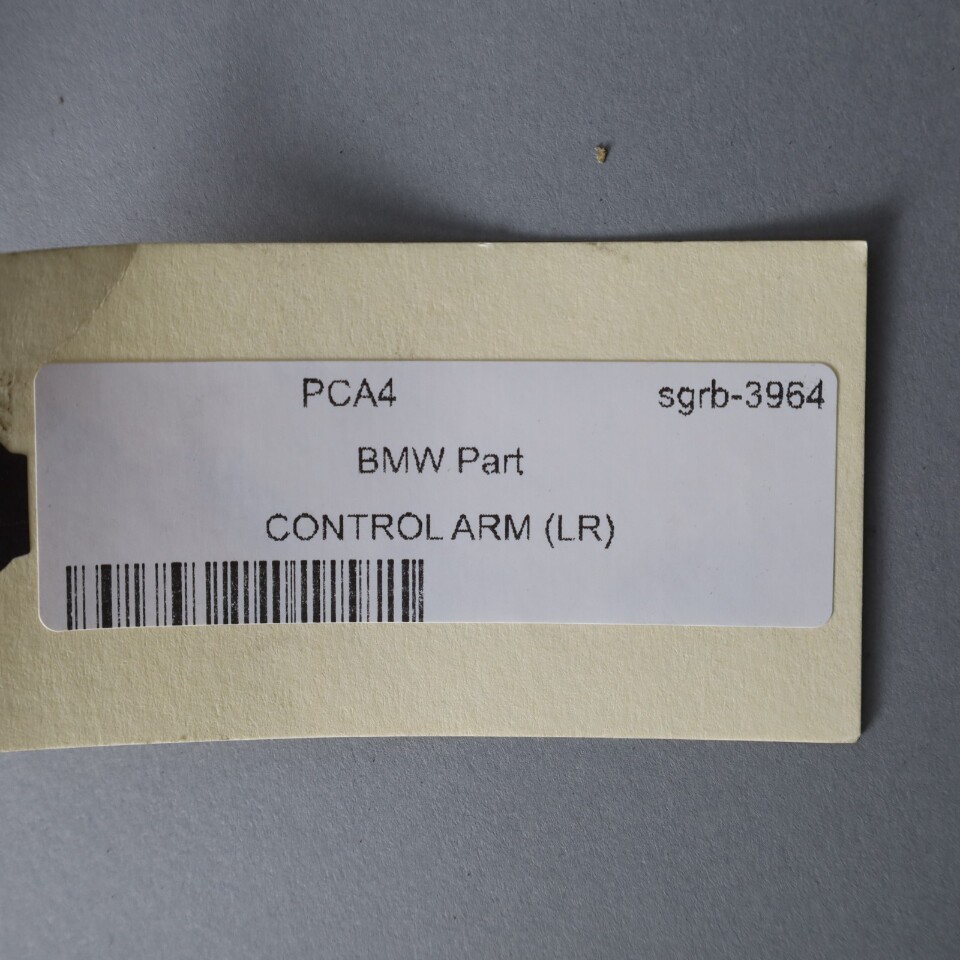 PCA4 sgrb-3964
BMW Part
CONTROL ARM (LR)